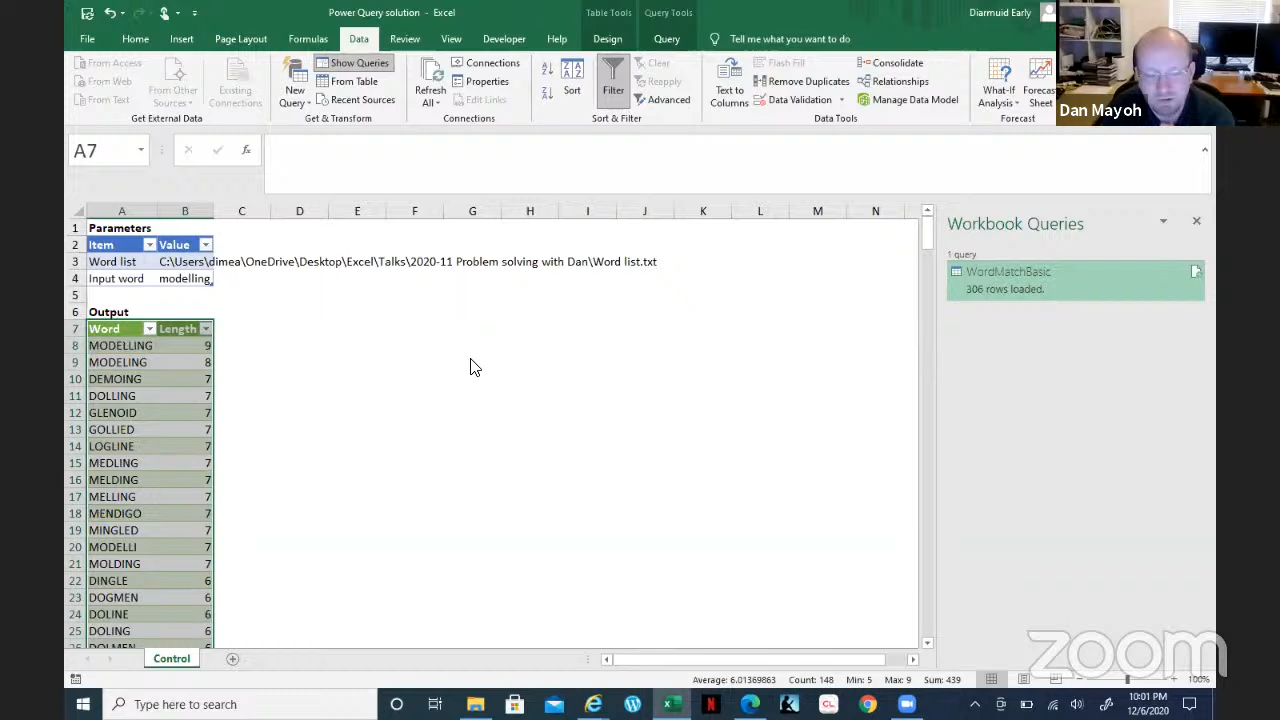 Power Query solution - Excel
Table Tools
Query Tools
Diarmuid Early
File
Home
Insert
Page Layout
Formulas
Data
Review
View
Developer
Help
Design
Query
Tell me what you want to do
From Access
From Web
From Text
From Other Sources
Existing Connections
Get External Data
New Query
Show Queries
From Table
Recent Sources
Get & Transform
Refresh All
Connections
Properties
Edit Links
Connections
Sort
Filter
Clear
Reapply
Advanced
Sort & Filter
Text to Columns
Flash Fill
Remove Duplicates
Data Validation
Consolidate
Relationships
Manage Data Model
Data Tools
What-If Analysis
Forecast Sheet
Forecast
Dan Mayoh
A7
fx
A B C D E F G H I J K L M N
1 Parameters
2 Item Value
3 Word list C:\Users\dimea\OneDrive\Desktop\Excel\Talks\2020-11 Problem solving with Dan\Word list.txt
4 Input word modelling
5
6 Output
7 Word Length
8 MODELLING 9
9 MODELING 8
10 DEMOING 7
11 DOLLING 7
12 GLENOID 7
13 GOLLIED 7
14 LOGLINE 7
15 MEDLING 7
16 MELDING 7
17 MELLING 7
18 MENDIGO 7
19 MINGLED 7
20 MODELLI 7
21 MOLDING 7
22 DINGLE 6
23 DOGMEN 6
24 DOLINE 6
25 DOLING 6
26 DOLMEN 6
Workbook Queries
1 query
WordMatchBasic
306 rows loaded.
Control
zoom
Average: 6.01369863 Count: 148 Min: 5 Max: 9 Sum: 439
100%
Type here to search
10:01 PM
12/6/2020